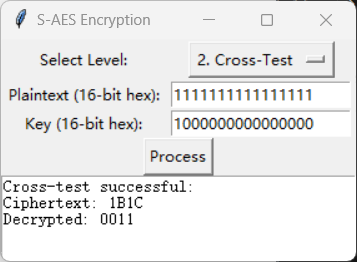 S-AES Encryption
Select Level: 2. Cross-Test
Plaintext (16-bit hex): 1111111111111111
Key (16-bit hex): 1000000000000000
Process
Cross-test successful:
Ciphertext: 1B1C
Decrypted: 0011